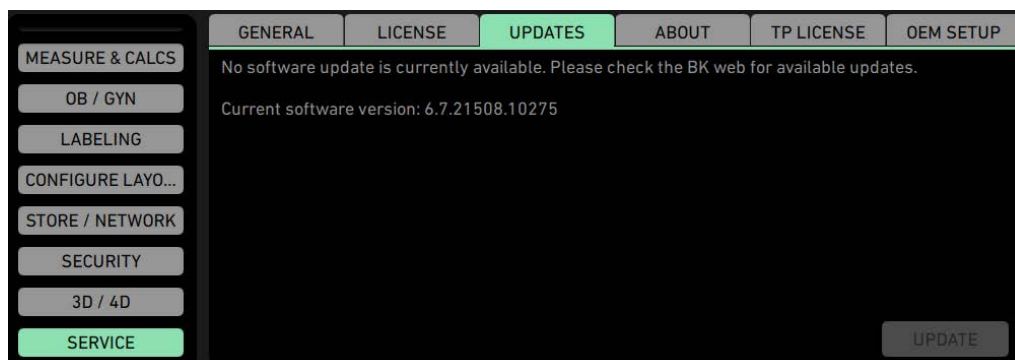 GENERAL
LICENSE
UPDATES
ABOUT
TP LICENSE
OEM SETUP
MEASURE & CALCS
OB / GYN
LABELING
CONFIGURE LAYO...
STORE / NETWORK
SECURITY
3D / 4D
SERVICE
No software update is currently available. Please check the BK web for available updates.
Current software version: 6.7.21508.10275
UPDATE